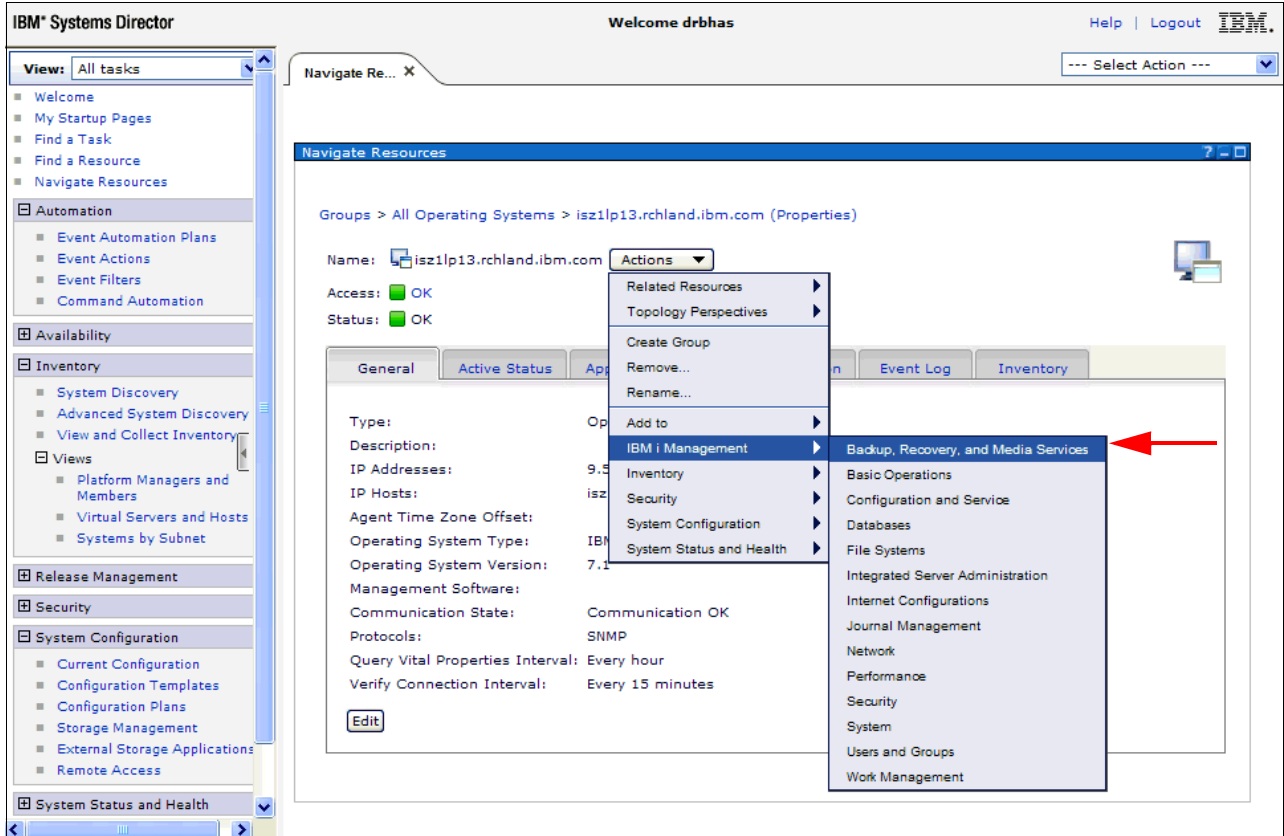 IBM® Systems Director
Welcome drbhas
Help | Logout IBM.
View: All tasks
Welcome
My Startup Pages
Find a Task
Find a Resource
Navigate Resources
Automation
Event Automation Plans
Event Actions
Event Filters
Command Automation
Availability
Inventory
System Discovery
Advanced System Discovery
View and Collect Inventory
Views
Platform Managers and
Members
Virtual Servers and Hosts
Systems by Subnet
Release Management
Security
System Configuration
Current Configuration
Configuration Templates
Configuration Plans
Storage Management
External Storage Applications
Remote Access
System Status and Health
Navigate Re... X
--- Select Action ---
Navigate Resources
Groups > All Operating Systems > isz1lp13.rchland.ibm.com (Properties)
Name: isz1lp13.rchland.ibm.com Actions
Access: OK
Status: OK
General Active Status App n Event Log Inventory
Type: Op
Description:
IP Addresses: 9.5
IP Hosts: isz
Agent Time Zone Offset:
Operating System Type: IBM
Operating System Version: 7.1
Management Software:
Communication State: Communication OK
Protocols: SNMP
Query Vital Properties Interval: Every hour
Verify Connection Interval: Every 15 minutes
Edit
Related Resources
Topology Perspectives
Create Group
Remove...
Rename...
Add to
IBM i Management
Inventory
Security
System Configuration
System Status and Health
Backup, Recovery, and Media Services
Basic Operations
Configuration and Service
Databases
File Systems
Integrated Server Administration
Internet Configurations
Journal Management
Network
Performance
Security
System
Users and Groups
Work Management